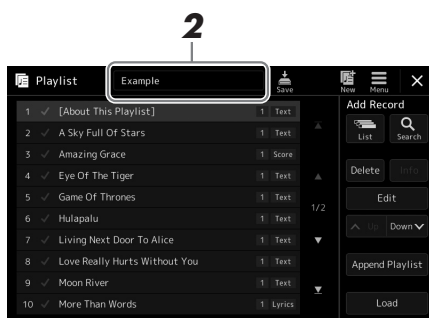 2
Playlist Example Save New Menu
Add Record
List Search
Delete Info
Edit
Up Down
Append Playlist
Load
1 [About This Playlist] 1 Text
2 A Sky Full Of Stars 1 Text
3 Amazing Grace 1 Score
4 Eye Of The Tiger 1 Text
5 Game Of Thrones 1 Text
6 Hulapalu 1 Text
7 Living Next Door To Alice 1 Text
8 Love Really Hurts Without You 1 Text
9 Moon River 1 Text
10 More Than Words 1 Lyrics
1/2